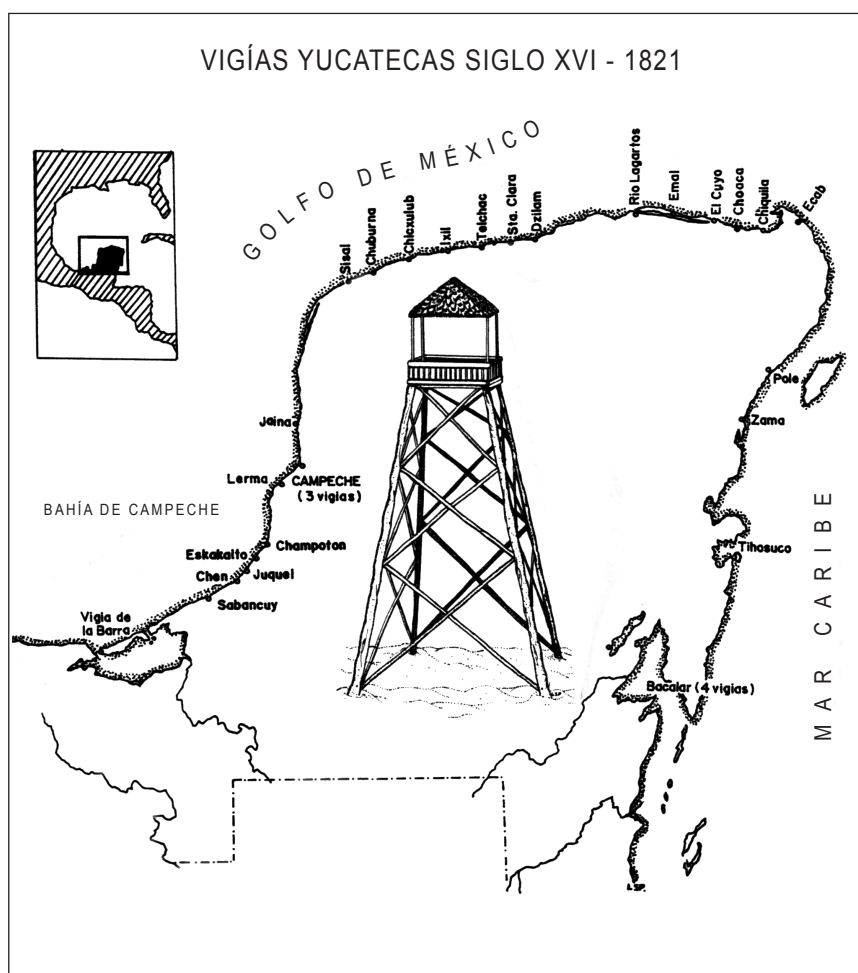 VIGÍAS YUCATECAS SIGLO XVI - 1821
GOLFO DE MÉXICO
Sisal
Chuburna
Chicxulub
Ixil
Telchac
Sta. Clara
Dzilam
Rio Lagartos
Emal
El Cuyo
Choaca
Chiquila
Ecab
Pole
Zama
Jaina
Lerma
CAMPECHE
(3 vigias)
BAHÍA DE CAMPECHE
Champoton
Eskakalto
Juquel
Chen
Sabancuy
Vigia de
la Barra
Tihosuco
Bacalar (4 vigias)
MAR CARIBE